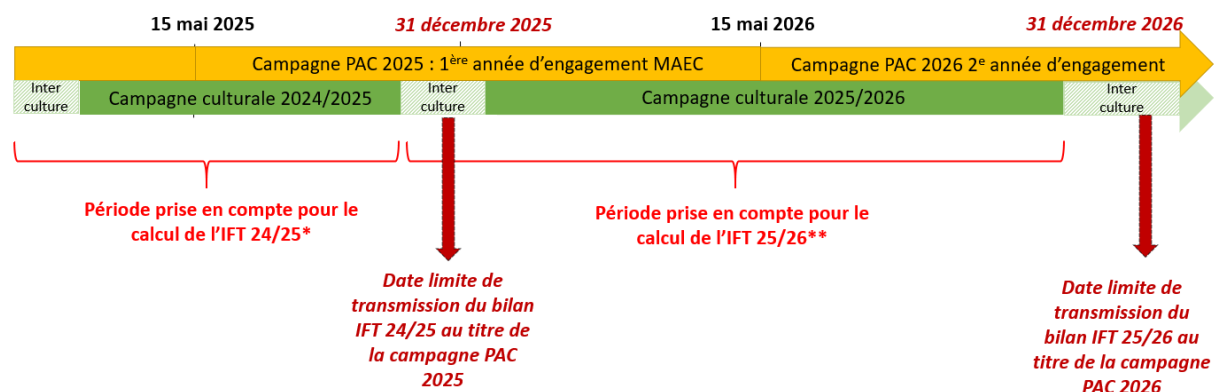 15 mai 2025
31 décembre 2025
15 mai 2026
31 décembre 2026
Campagne PAC 2025 : 1ère année d’engagement MAEC
Campagne PAC 2026 2e année d’engagement
Inter
culture
Campagne culturale 2024/2025
Inter
culture
Campagne culturale 2025/2026
Inter
culture
Période prise en compte pour le
calcul de l’IFT 24/25*
Période prise en compte pour le
calcul de l’IFT 25/26**
Date limite de
transmission du bilan
IFT 24/25 au titre de
la campagne PAC
2025
Date limite de
transmission du
bilan IFT 25/26 au
titre de la campagne
PAC 2026